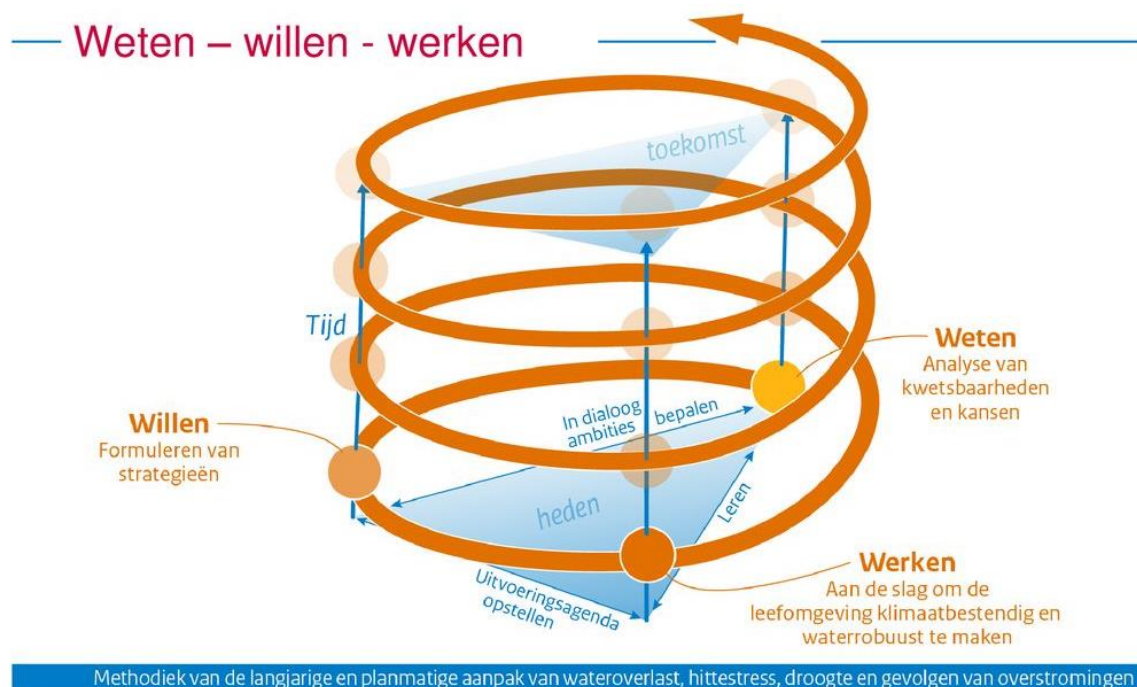 Weten – willen - werken
toekomst
Tijd
Weten
Analyse van
kwetsbaarheden
en kansen
In dialoog
ambities
bepalen
Willen
Formuleren van
strategieën
heden
Leren
Uitvoeringsagenda
opstellen
Werken
Aan de slag om de
leefomgeving klimaatbestendig en
waterrobuust te maken
Methodiek van de langjarige en planmatige aanpak van wateroverlast, hittestress, droogte en gevolgen van overstromingen